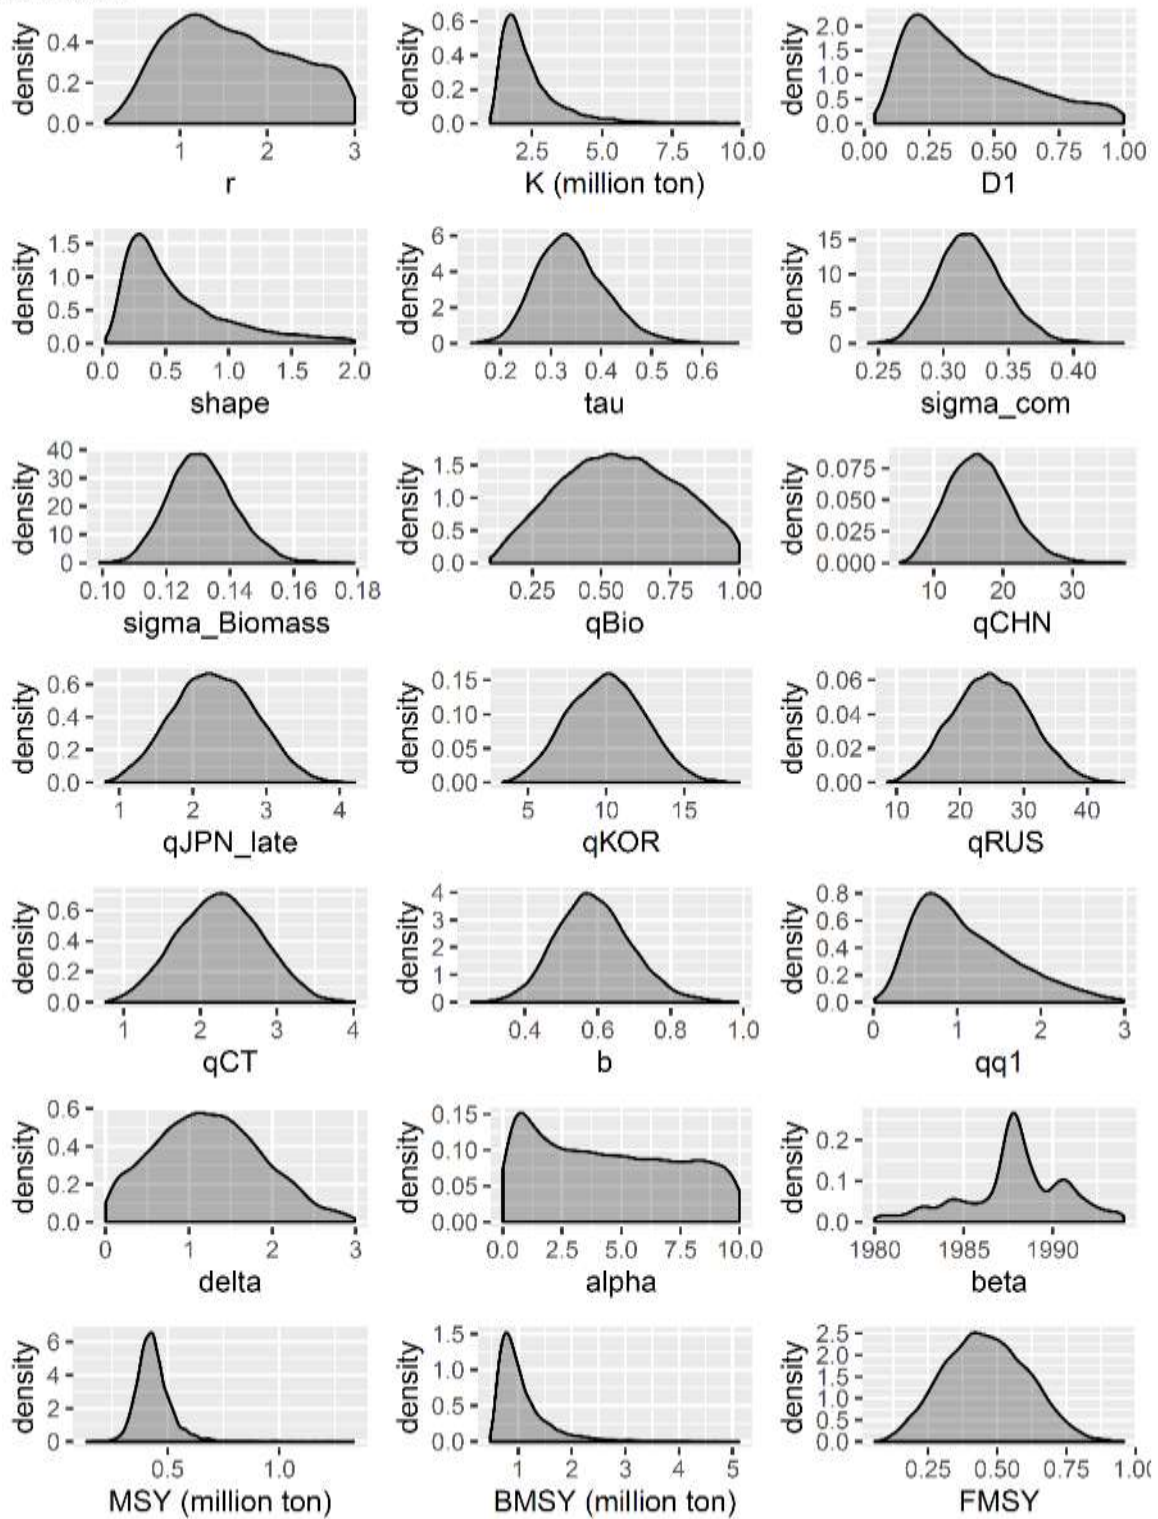 density
0.4
0.2
0.0
1 2 3
r
density
0.6
0.4
0.2
0.0
2.5 5.0 7.5 10.0
K (million ton)
density
2.0
1.5
1.0
0.5
0.0
0.00 0.25 0.50 0.75 1.00
D1
density
1.5
1.0
0.5
0.0
0.0 0.5 1.0 1.5 2.0
shape
density
6
4
2
0
0.2 0.3 0.4 0.5 0.6
tau
density
15
10
5
0
0.25 0.30 0.35 0.40
sigma_com
density
40
30
20
10
0
0.10 0.12 0.14 0.16 0.18
sigma_Biomass
density
1.5
1.0
0.5
0.0
0.25 0.50 0.75 1.00
qBio
density
0.075
0.050
0.025
0.000
10 20 30
qCHN
density
0.6
0.4
0.2
0.0
1 2 3 4
qJPN_late
density
0.15
0.10
0.05
0.00
5 10 15
qKOR
density
0.06
0.04
0.02
0.00
10 20 30 40
qRUS
density
0.6
0.4
0.2
0.0
1 2 3 4
qCT
density
4
3
2
1
0
0.4 0.6 0.8 1.0
b
density
0.8
0.6
0.4
0.2
0.0
0 1 2 3
qq1
density
0.6
0.4
0.2
0.0
0 1 2 3
delta
density
0.15
0.10
0.05
0.00
0.0 2.5 5.0 7.5 10.0
alpha
density
0.2
0.1
0.0
1980 1985 1990
beta
density
6
4
2
0
0.5 1.0
MSY (million ton)
density
1.5
1.0
0.5
0.0
1 2 3 4 5
BMSY (million ton)
density
2.5
2.0
1.5
1.0
0.5
0.0
0.25 0.50 0.75 1.00
FMSY